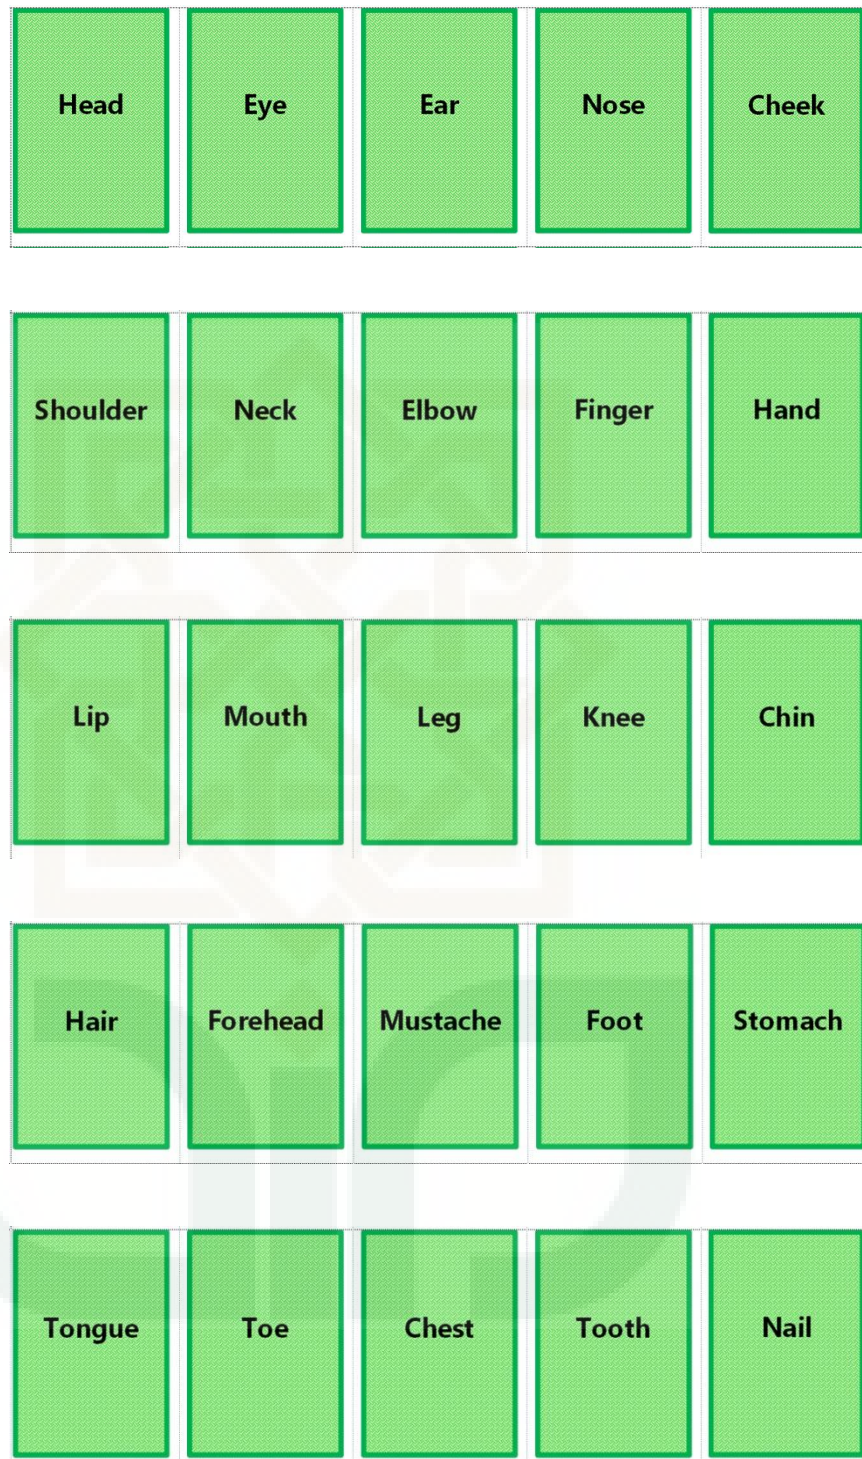 Head Eye Ear Nose Cheek
Shoulder Neck Elbow Finger Hand
Lip Mouth Leg Knee Chin
Hair Forehead Mustache Foot Stomach
Tongue Toe Chest Tooth Nail